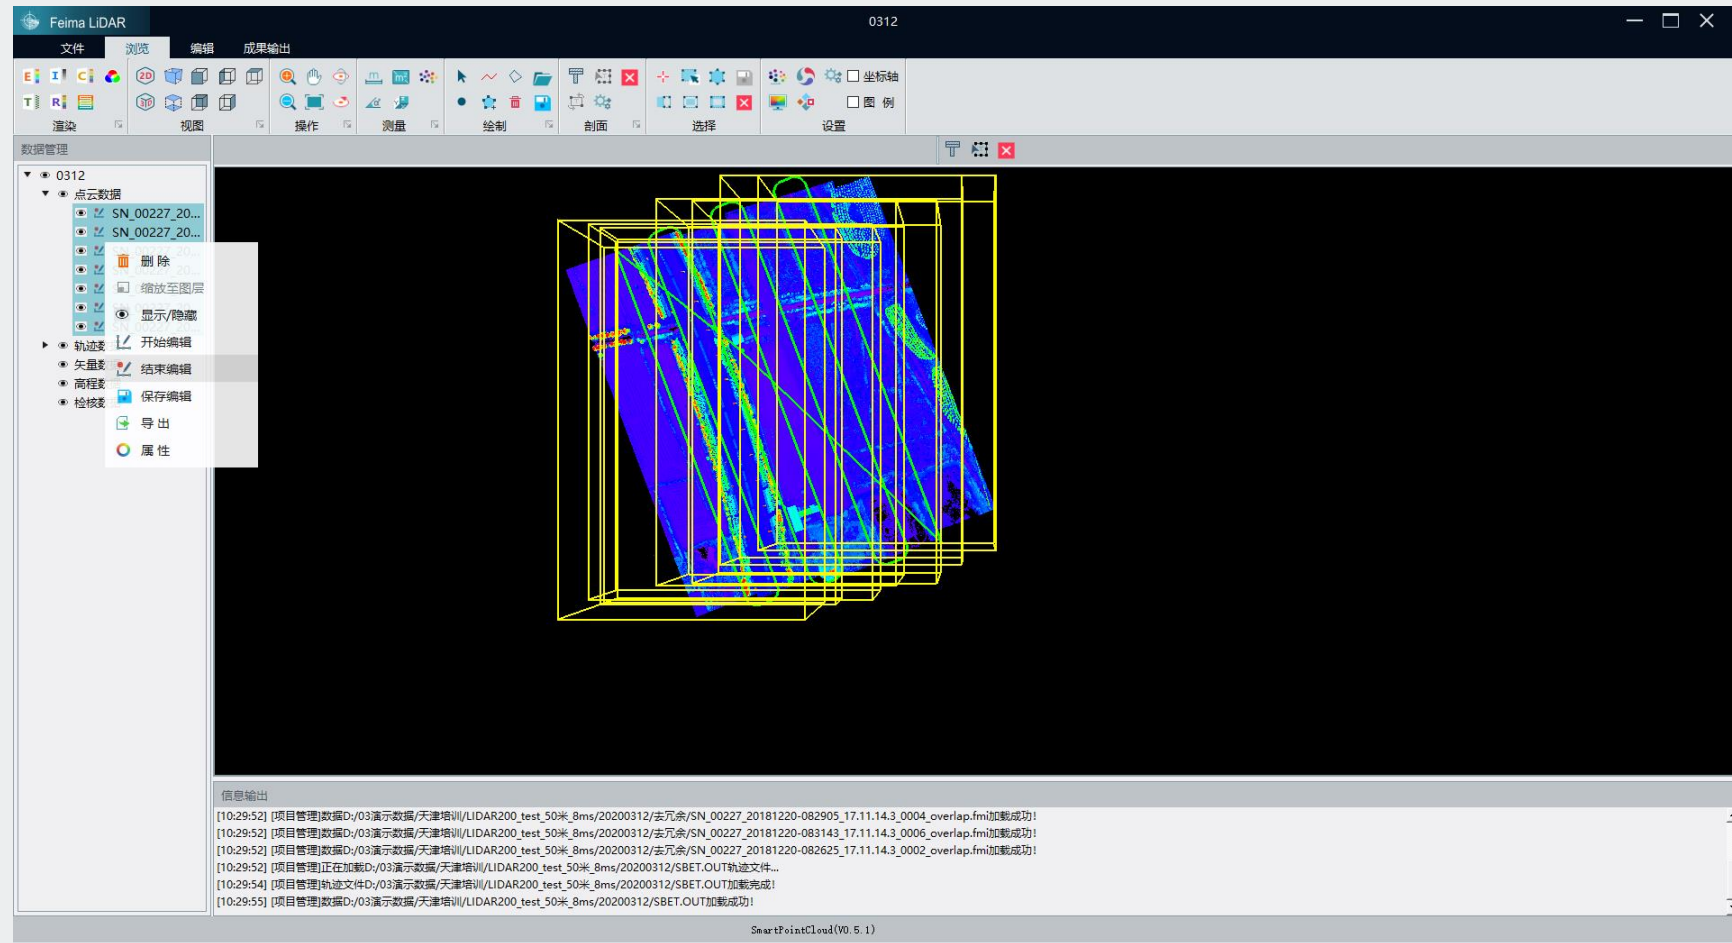 Feima LiDAR
0312
文件 浏览 编辑 成果输出
坐标轴
图 例
渲染 视图 操作 测量 绘制 剖面 选择 设置
数据管理
0312
点云数据
SN_00227_20...
SN_00227_20...
删 除
缩放至图层
显示/隐藏
开始编辑
轨迹数
结束编辑
矢量数
高程数
保存编辑
检核数
导 出
属 性
信息输出
[10:29:52] [项目管理]数据D:/03演示数据/天津培训/LIDAR200_test_50米_8ms/20200312/去冗余/SN_00227_20181220-082905_17.11.14.3_0004_overlap.fmi加载成功!
[10:29:52] [项目管理]数据D:/03演示数据/天津培训/LIDAR200_test_50米_8ms/20200312/去冗余/SN_00227_20181220-083143_17.11.14.3_0006_overlap.fmi加载成功!
[10:29:52] [项目管理]数据D:/03演示数据/天津培训/LIDAR200_test_50米_8ms/20200312/去冗余/SN_00227_20181220-082625_17.11.14.3_0002_overlap.fmi加载成功!
[10:29:52] [项目管理]正在加载D:/03演示数据/天津培训/LIDAR200_test_50米_8ms/20200312/SBET.OUT轨迹文件...
[10:29:54] [项目管理]轨迹文件D:/03演示数据/天津培训/LIDAR200_test_50米_8ms/20200312/SBET.OUT加载完成!
[10:29:55] [项目管理]数据D:/03演示数据/天津培训/LIDAR200_test_50米_8ms/20200312/SBET.OUT加载成功!
SmartPointCloud(V0.5.1)